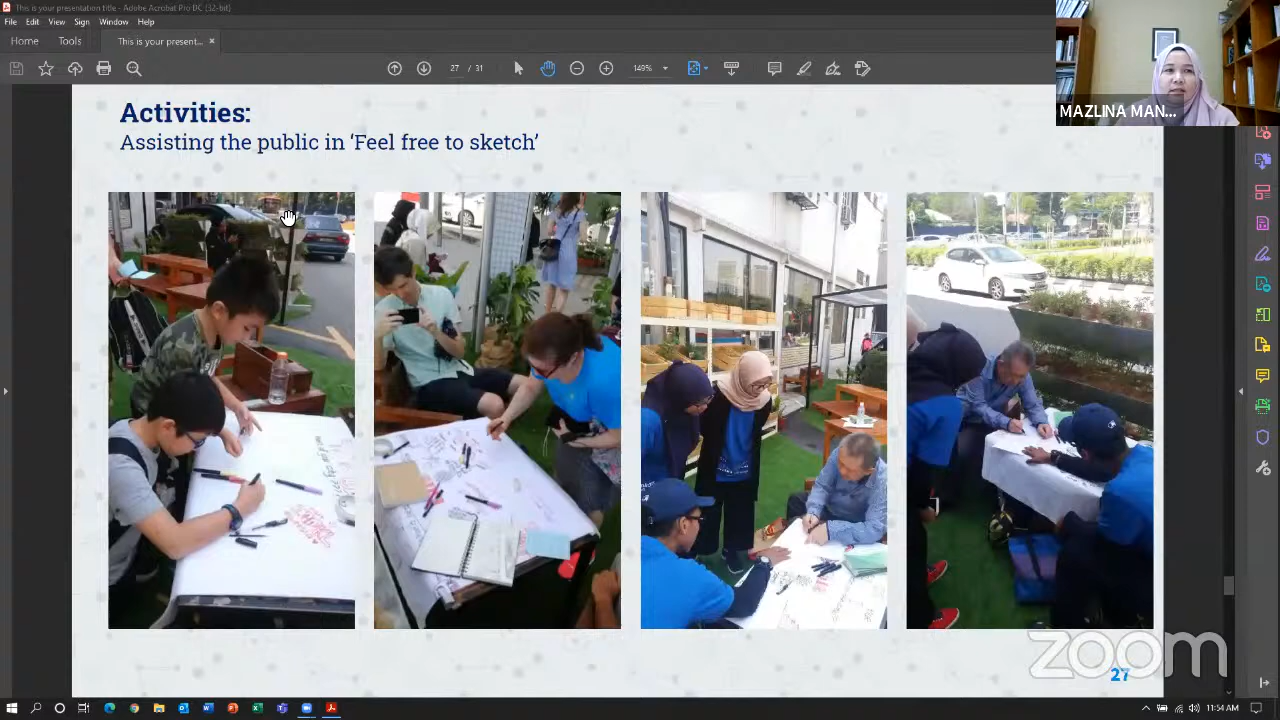 This is your presentation title - Adobe Acrobat Pro DC (32-bit)
File Edit View Sign Window Help
Home Tools This is your present... ×
27 / 31 149%
MAZLINA MAN...
Activities:
Assisting the public in ‘Feel free to sketch’
zoom
27
11:54 AM